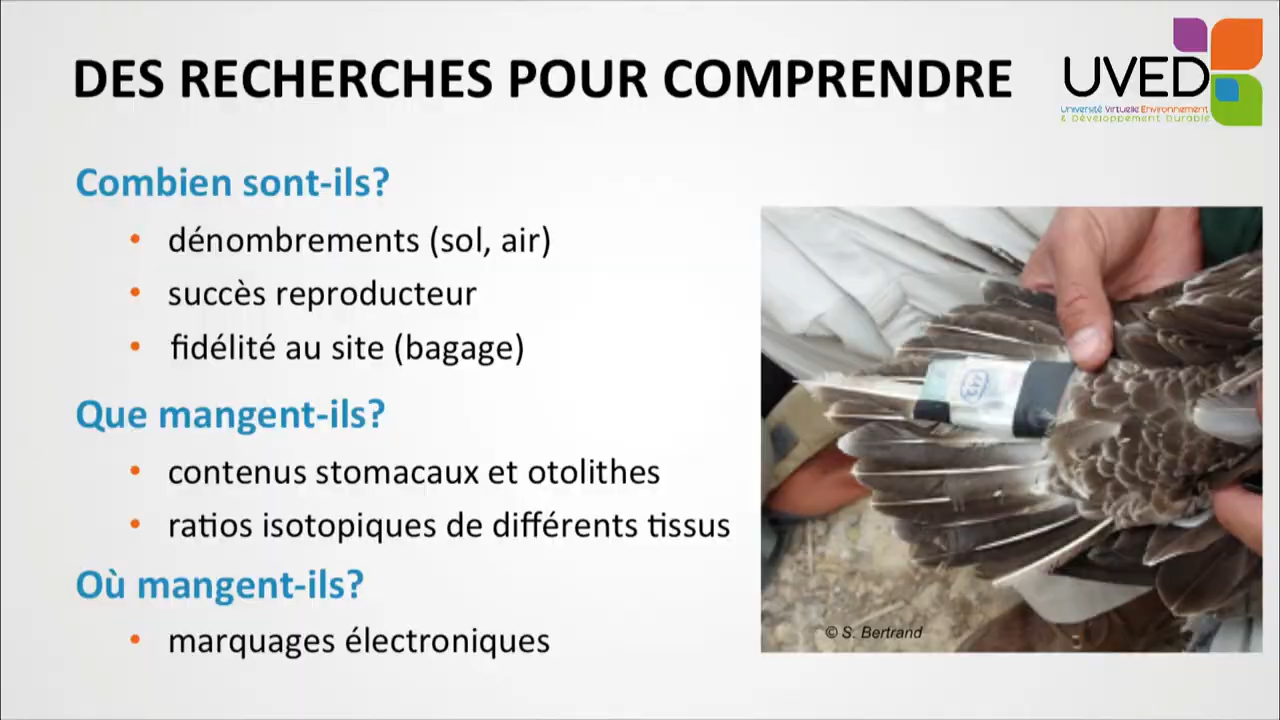 DES RECHERCHES POUR COMPRENDRE
UVED
Université Virtuelle Environnement
& Développement Durable
Combien sont-ils?
• dénombrements (sol, air)
• succès reproducteur
• fidélité au site (bagage)
Que mangent-ils?
• contenus stomacaux et otolithes
• ratios isotopiques de différents tissus
Où mangent-ils?
• marquages électroniques
© S. Bertrand